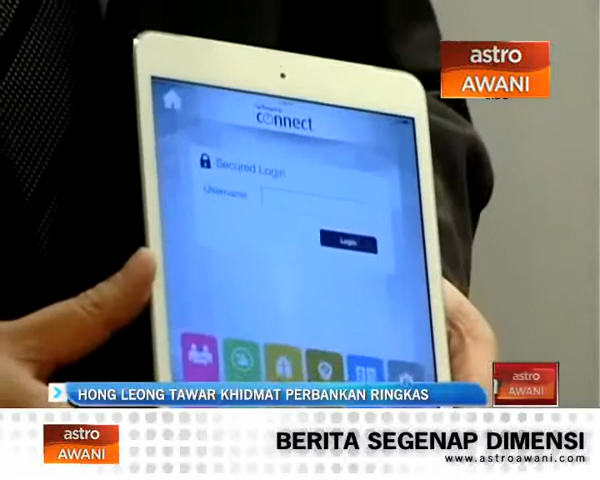 astro
AWANI
connect
Secured Login
Username
Login
HONG LEONG TAWAR KHIDMAT PERBANKAN RINGKAS
astro
AWANI
astro
AWANI
BERITA SEGENAP DIMENSI
www.astroawani.com